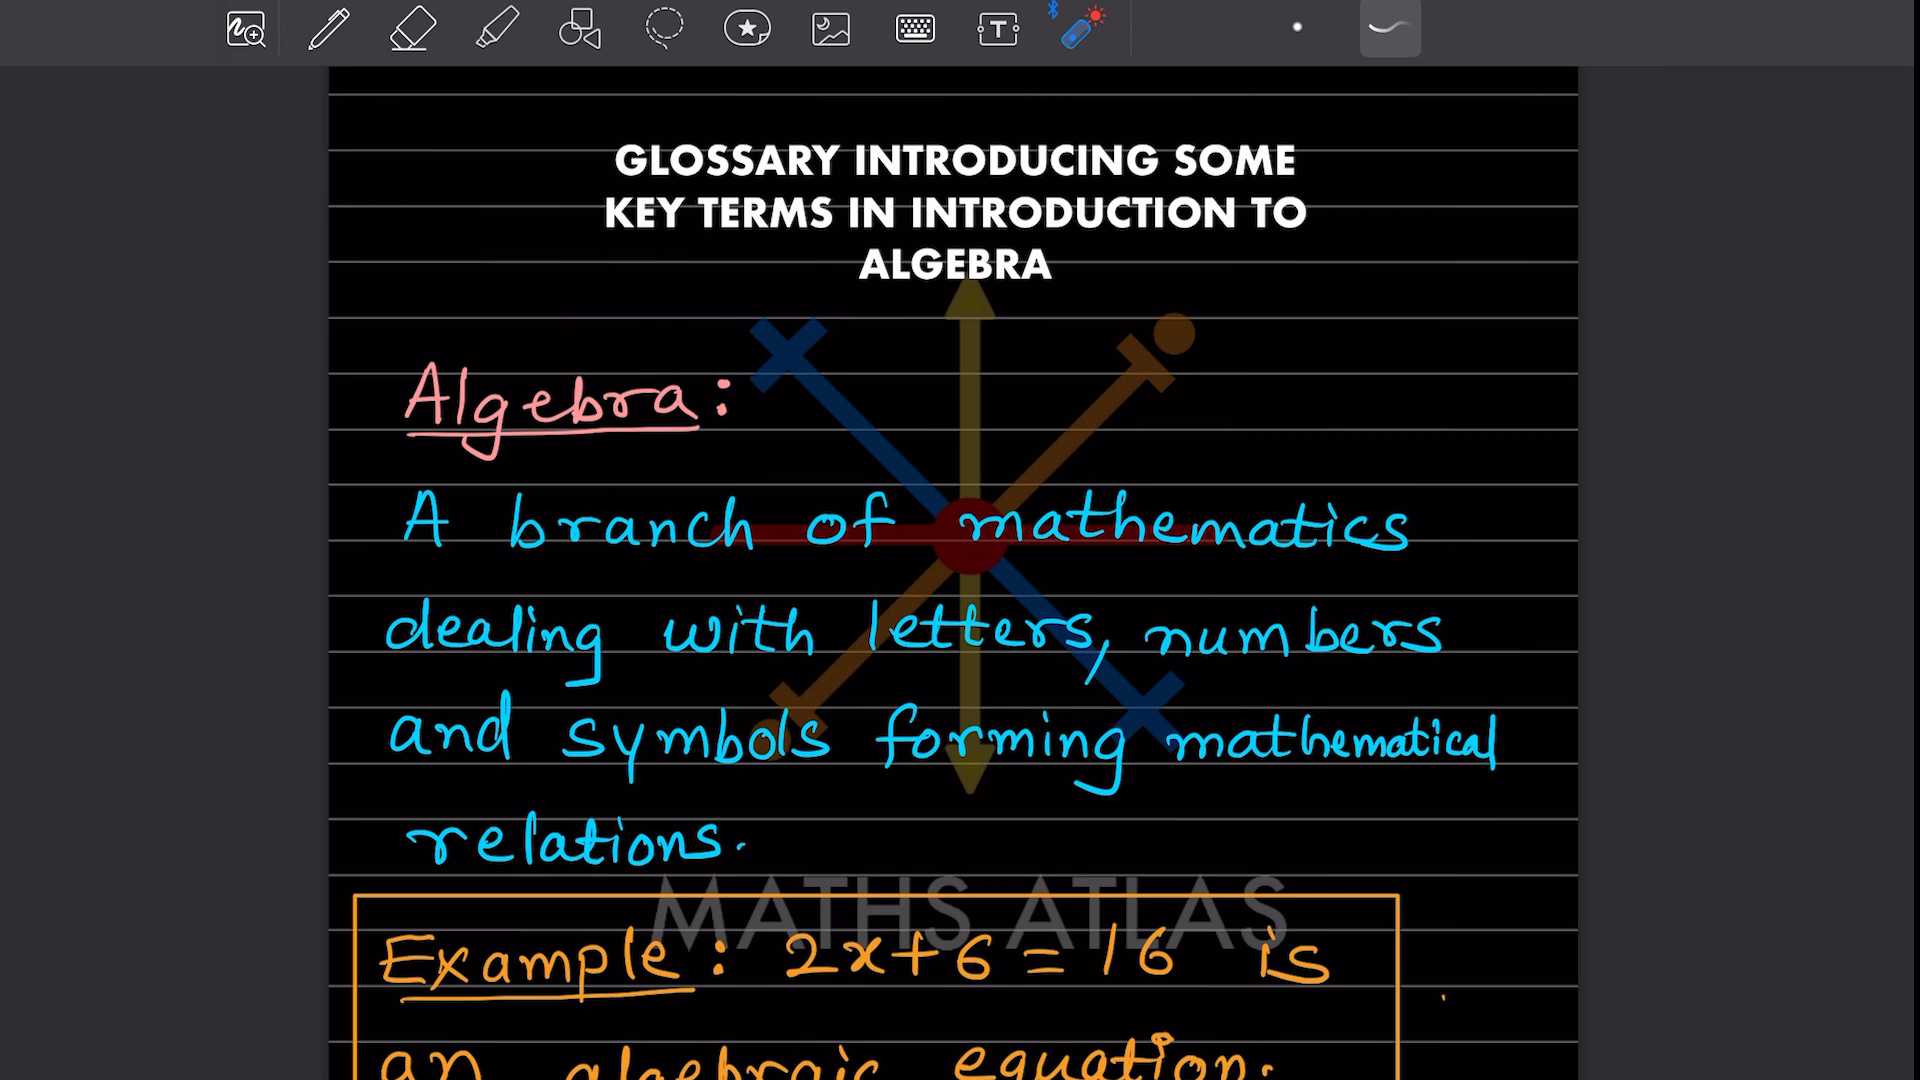 GLOSSARY INTRODUCING SOME
KEY TERMS IN INTRODUCTION TO
ALGEBRA
Algebra:
A branch of mathematics
dealing with letters, numbers
and symbols forming mathematical
relations.
MATHS ATLAS
Example: 2x+6=16 is
an algebraic equation.